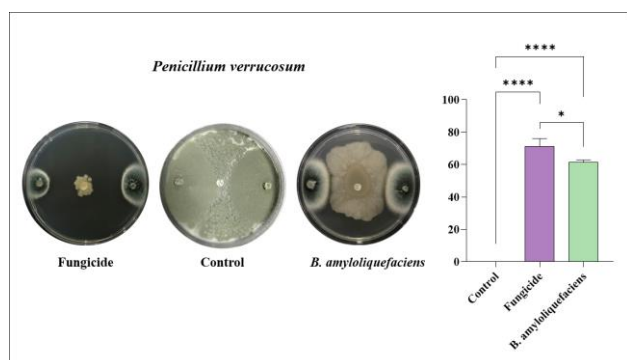 Penicillium verrucosum
Fungicide
Control
B. amyloliquefaciens
****
****
*
100
80
60
40
20
0
Control
Fungicide
B. amyloliquefaciens